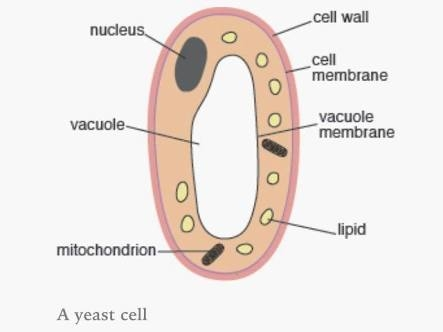 cell wall
nucleus
cell
membrane
vacuole
vacuole
membrane
lipid
mitochondrion
A yeast cell